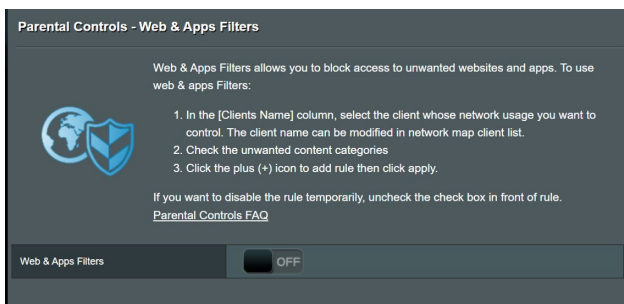 Parental Controls - Web & Apps Filters
Web & Apps Filters allows you to block access to unwanted websites and apps. To use
web & apps Filters:
1. In the [Clients Name] column, select the client whose network usage you want to
control. The client name can be modified in network map client list.
2. Check the unwanted content categories
3. Click the plus (+) icon to add rule then click apply.
If you want to disable the rule temporarily, uncheck the check box in front of rule.
Parental Controls FAQ
Web & Apps Filters
OFF